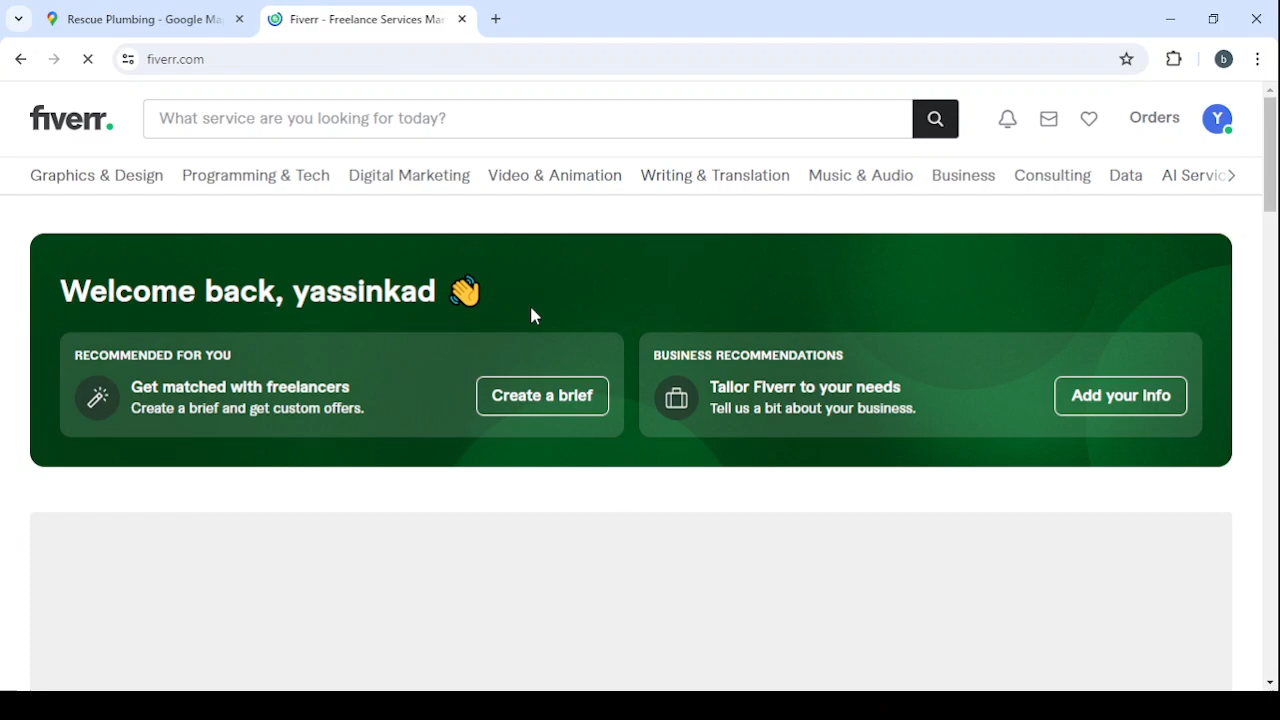 Rescue Plumbing - Google Ma
Fiverr - Freelance Services Mar
fiverr.com
b
fiverr.
What service are you looking for today?
Orders
Y
Graphics & Design
Programming & Tech
Digital Marketing
Video & Animation
Writing & Translation
Music & Audio
Business
Consulting
Data
AI Servic
Welcome back, yassinkad
RECOMMENDED FOR YOU
Get matched with freelancers
Create a brief and get custom offers.
Create a brief
BUSINESS RECOMMENDATIONS
Tailor Fiverr to your needs
Tell us a bit about your business.
Add your info